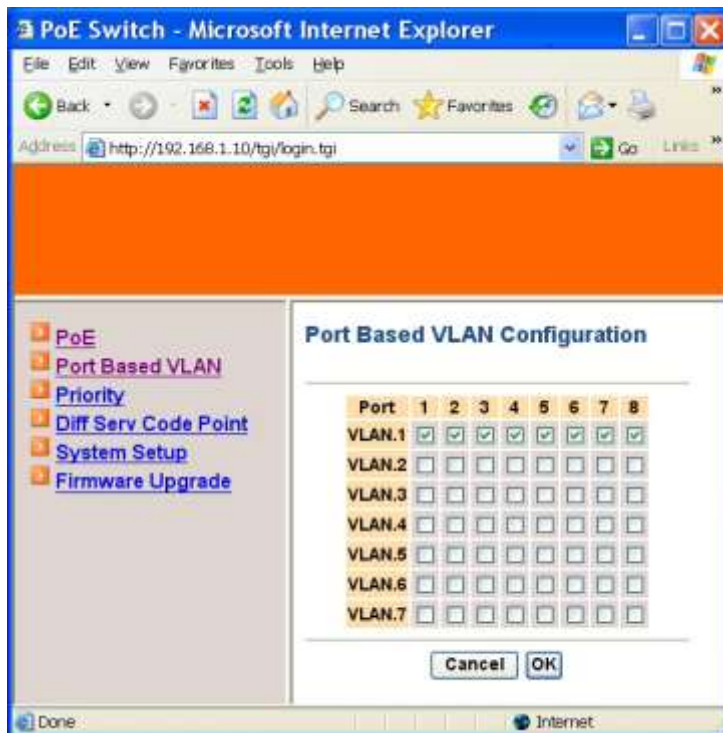 PoE Switch - Microsoft Internet Explorer
File Edit View Favorites Tools Help
Back Search Favorites
Address http://192.168.1.10/tgi/login.tgi Go Links
PoE
Port Based VLAN
Priority
Diff Serv Code Point
System Setup
Firmware Upgrade
Port Based VLAN Configuration
Port 1 2 3 4 5 6 7 8
VLAN.1
VLAN.2
VLAN.3
VLAN.4
VLAN.5
VLAN.6
VLAN.7
Cancel OK
Done Internet